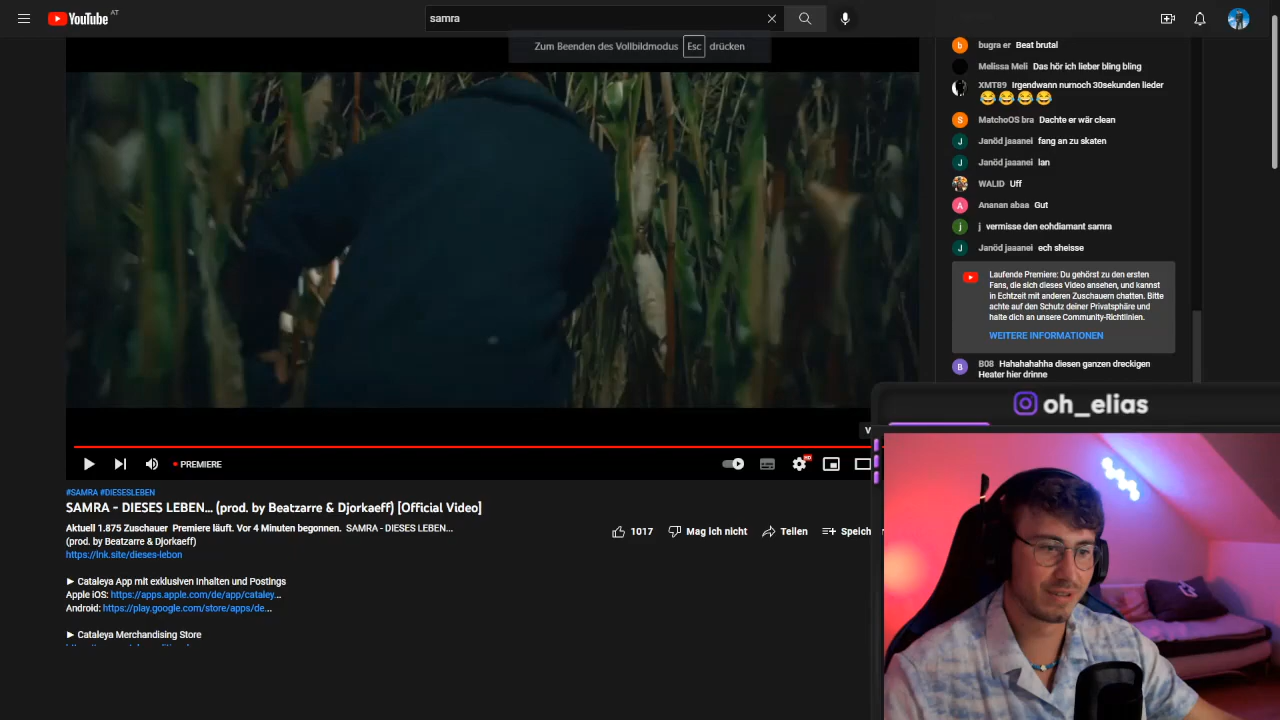 YouTube AT
samra
Zum Beenden des Vollbildmodus Esc drücken
bugra er Beat brutal
Melissa Meli Das hör ich lieber bling bling
XMT89 Irgendwann nurnoch 30sekunden lieder
😂😂😂😂
MatchoOS bra Dachte er wär clean
Janöd jaaanei fang an zu skaten
Janöd jaaanei lan
WALID Uff
Ananan abaa Gut
j vermisse den eohdiamant samra
Janöd jaaanei ech sheisse
Laufende Premiere: Du gehörst zu den ersten
Fans, die sich dieses Video ansehen, und kannst
in Echtzeit mit anderen Zuschauern chatten. Bitte
achte auf den Schutz deiner Privatsphäre und
halte dich an unsere Community-Richtlinien.
WEITERE INFORMATIONEN
B08 Hahahahahha diesen ganzen dreckigen
Heater hier drinne
oh_elias
PREMIERE
HD
#SAMRA #DIESESLEBEN
SAMRA - DIESES LEBEN... (prod. by Beatzarre & Djorkaeff) [Official Video]
Aktuell 1.875 Zuschauer Premiere läuft. Vor 4 Minuten begonnen. SAMRA - DIESES LEBEN...
(prod. by Beatzarre & Djorkaeff)
https://lnk.site/dieses-lebon
1017 Mag ich nicht Teilen Speich
► Cataleya App mit exklusiven Inhalten und Postings
Apple iOS: https://apps.apple.com/de/app/cataley...
Android: https://play.google.com/store/apps/de...
► Cataleya Merchandising Store